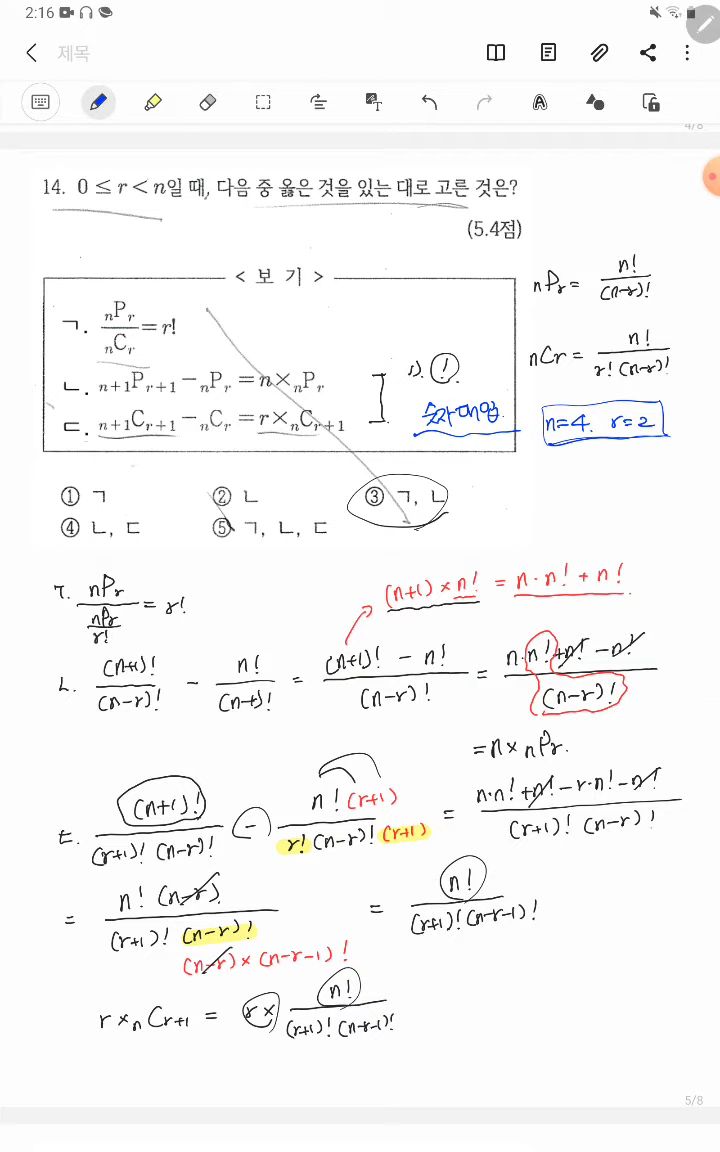 2:16
제목
4/8
14. 0 ≤ r < n일 때, 다음 중 옳은 것을 있는 대로 고른 것은?
(5.4점)
< 보 기 >
ㄱ. nPr / nCr = r!
ㄴ. n+1Pr+1 − nPr = n × nPr
ㄷ. n+1Cr+1 − nCr = r × nCr+1
nPr = n! / (n-r)!
nCr = n! / r! (n-r)!
!
숫자대입
n=4. r=2
① ㄱ ② ㄴ ③ ㄱ, ㄴ
④ ㄴ, ㄷ ⑤ ㄱ, ㄴ, ㄷ
ㄱ. nPr / (nPr / r!) = r!
(n+1) × n! = n·n! + n!
ㄴ. (n+1)! / (n-r)! - n! / (n-r)! = (n+1)! - n! / (n-r)! = n·n! + n! - n! / (n-r)!
= n × nPr.
ㄷ. (n+1)! / (r+1)! (n-r)! - n! (r+1) / r! (n-r)! (r+1) = n·n! + n! - r·n! - n! / (r+1)! (n-r)!
= n! (n-r) / (r+1)! (n-r)! = n! / (r+1)! (n-r-1)!
(n-r) × (n-r-1)!
r × nCr+1 = r × n! / (r+1)! (n-r-1)!
5/8